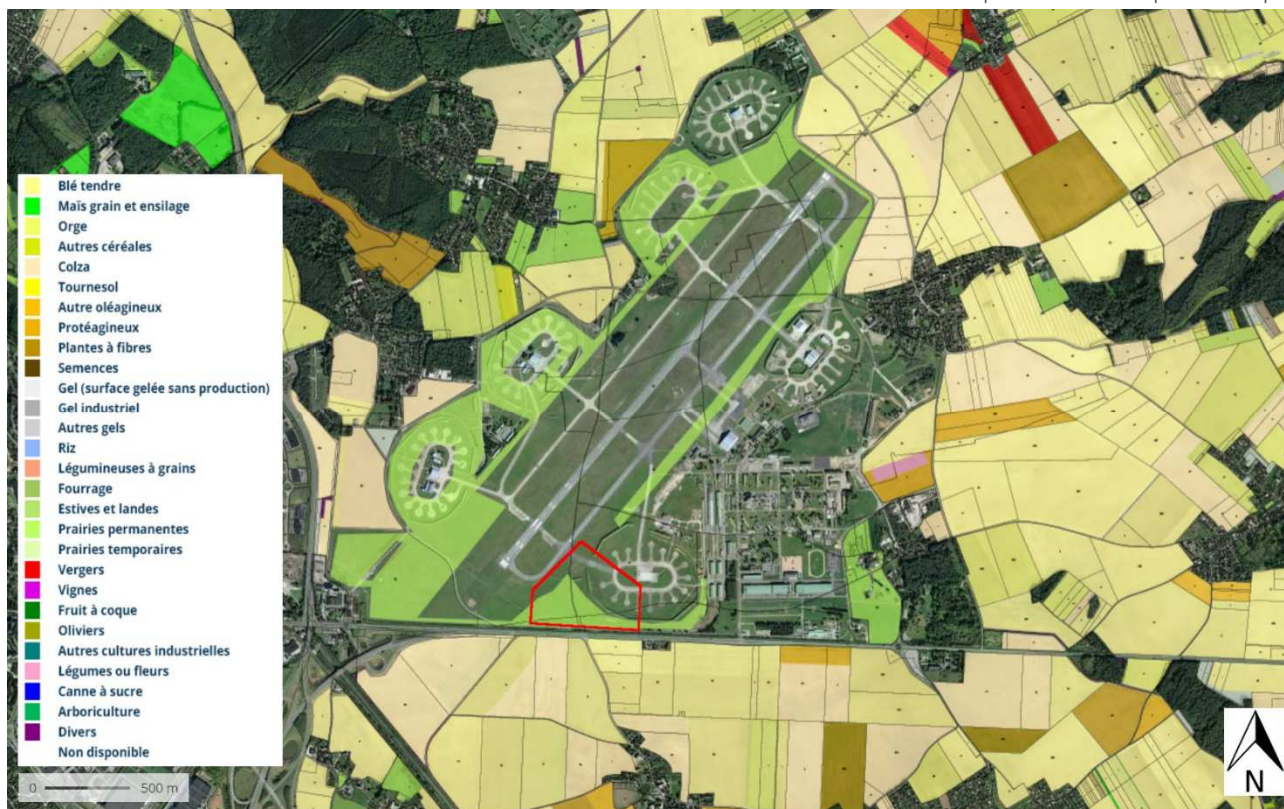 Blé tendre
Maïs grain et ensilage
Orge
Autres céréales
Colza
Tournesol
Autre oléagineux
Protéagineux
Plantes à fibres
Semences
Gel (surface gelée sans production)
Gel industriel
Autres gels
Riz
Légumineuses à grains
Fourrage
Estives et landes
Prairies permanentes
Prairies temporaires
Vergers
Vignes
Fruit à coque
Oliviers
Autres cultures industrielles
Légumes ou fleurs
Canne à sucre
Arboriculture
Divers
Non disponible
0 500 m
N